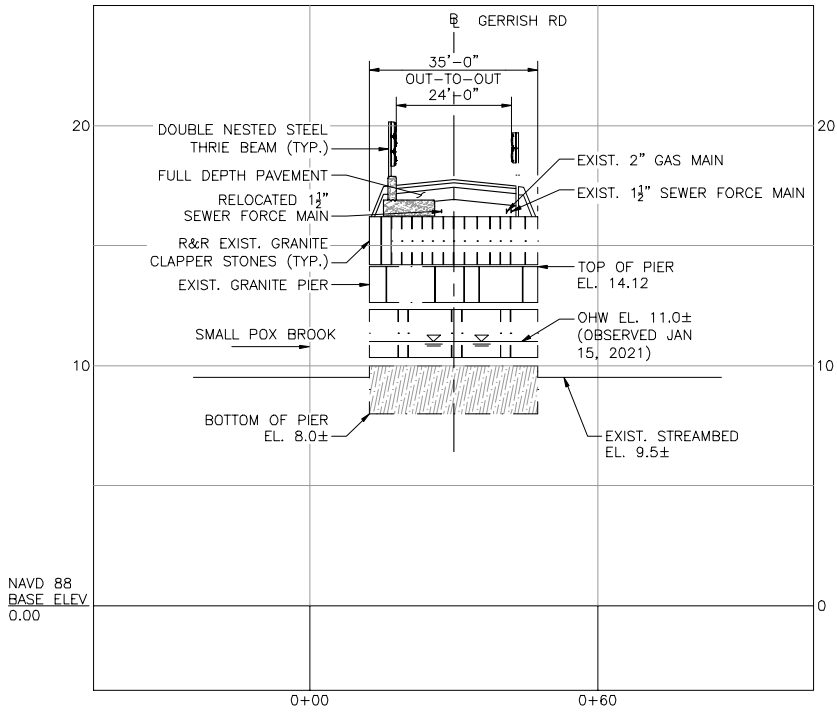 ℄ GERRISH RD
35'-0"
OUT-TO-OUT
24'-0"
20
20
DOUBLE NESTED STEEL
THRIE BEAM (TYP.)
FULL DEPTH PAVEMENT
RELOCATED 1½"
SEWER FORCE MAIN
R&R EXIST. GRANITE
CLAPPER STONES (TYP.)
EXIST. GRANITE PIER
EXIST. 2" GAS MAIN
EXIST. 1½" SEWER FORCE MAIN
TOP OF PIER
EL. 14.12
SMALL POX BROOK
OHW EL. 11.0±
(OBSERVED JAN
15, 2021)
10
10
BOTTOM OF PIER
EL. 8.0±
EXIST. STREAMBED
EL. 9.5±
NAVD 88
BASE ELEV
0.00
0
0+00
0+60